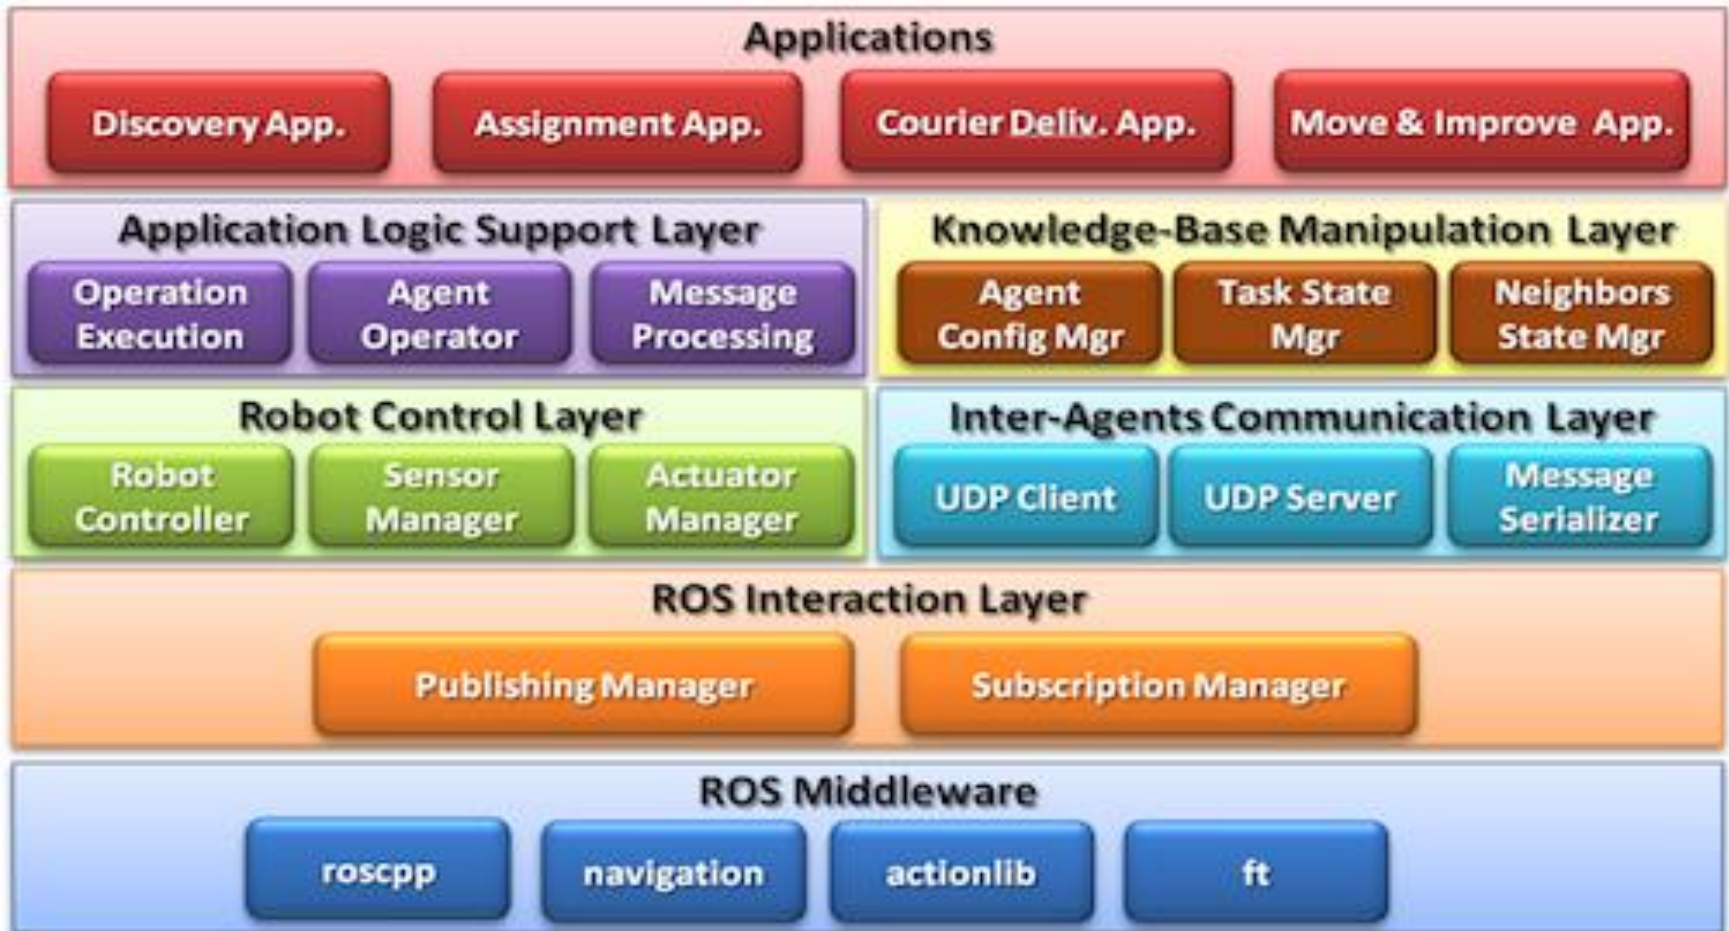 Applications
Discovery App.
Assignment App.
Courier Deliv. App.
Move & Improve App.
Application Logic Support Layer
Operation
Execution
Agent
Operator
Message
Processing
Knowledge-Base Manipulation Layer
Agent
Config Mgr
Task State
Mgr
Neighbors
State Mgr
Robot Control Layer
Robot
Controller
Sensor
Manager
Actuator
Manager
Inter-Agents Communication Layer
UDP Client
UDP Server
Message
Serializer
ROS Interaction Layer
Publishing Manager
Subscription Manager
ROS Middleware
roscpp
navigation
actionlib
ft